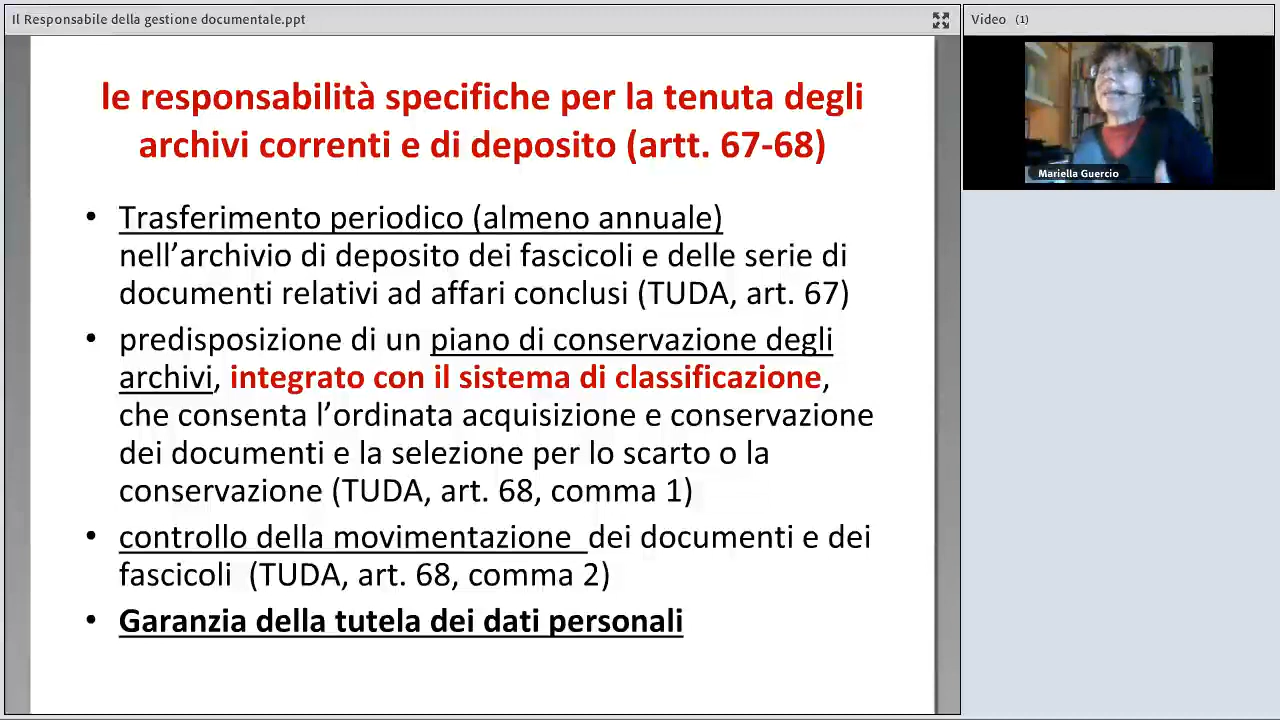 Il Responsabile della gestione documentale.ppt
Video (1)
le responsabilità specifiche per la tenuta degli
archivi correnti e di deposito (artt. 67-68)
• Trasferimento periodico (almeno annuale)
nell’archivio di deposito dei fascicoli e delle serie di
documenti relativi ad affari conclusi (TUDA, art. 67)
• predisposizione di un piano di conservazione degli
archivi, integrato con il sistema di classificazione,
che consenta l’ordinata acquisizione e conservazione
dei documenti e la selezione per lo scarto o la
conservazione (TUDA, art. 68, comma 1)
• controllo della movimentazione dei documenti e dei
fascicoli (TUDA, art. 68, comma 2)
• Garanzia della tutela dei dati personali
Mariella Guercio